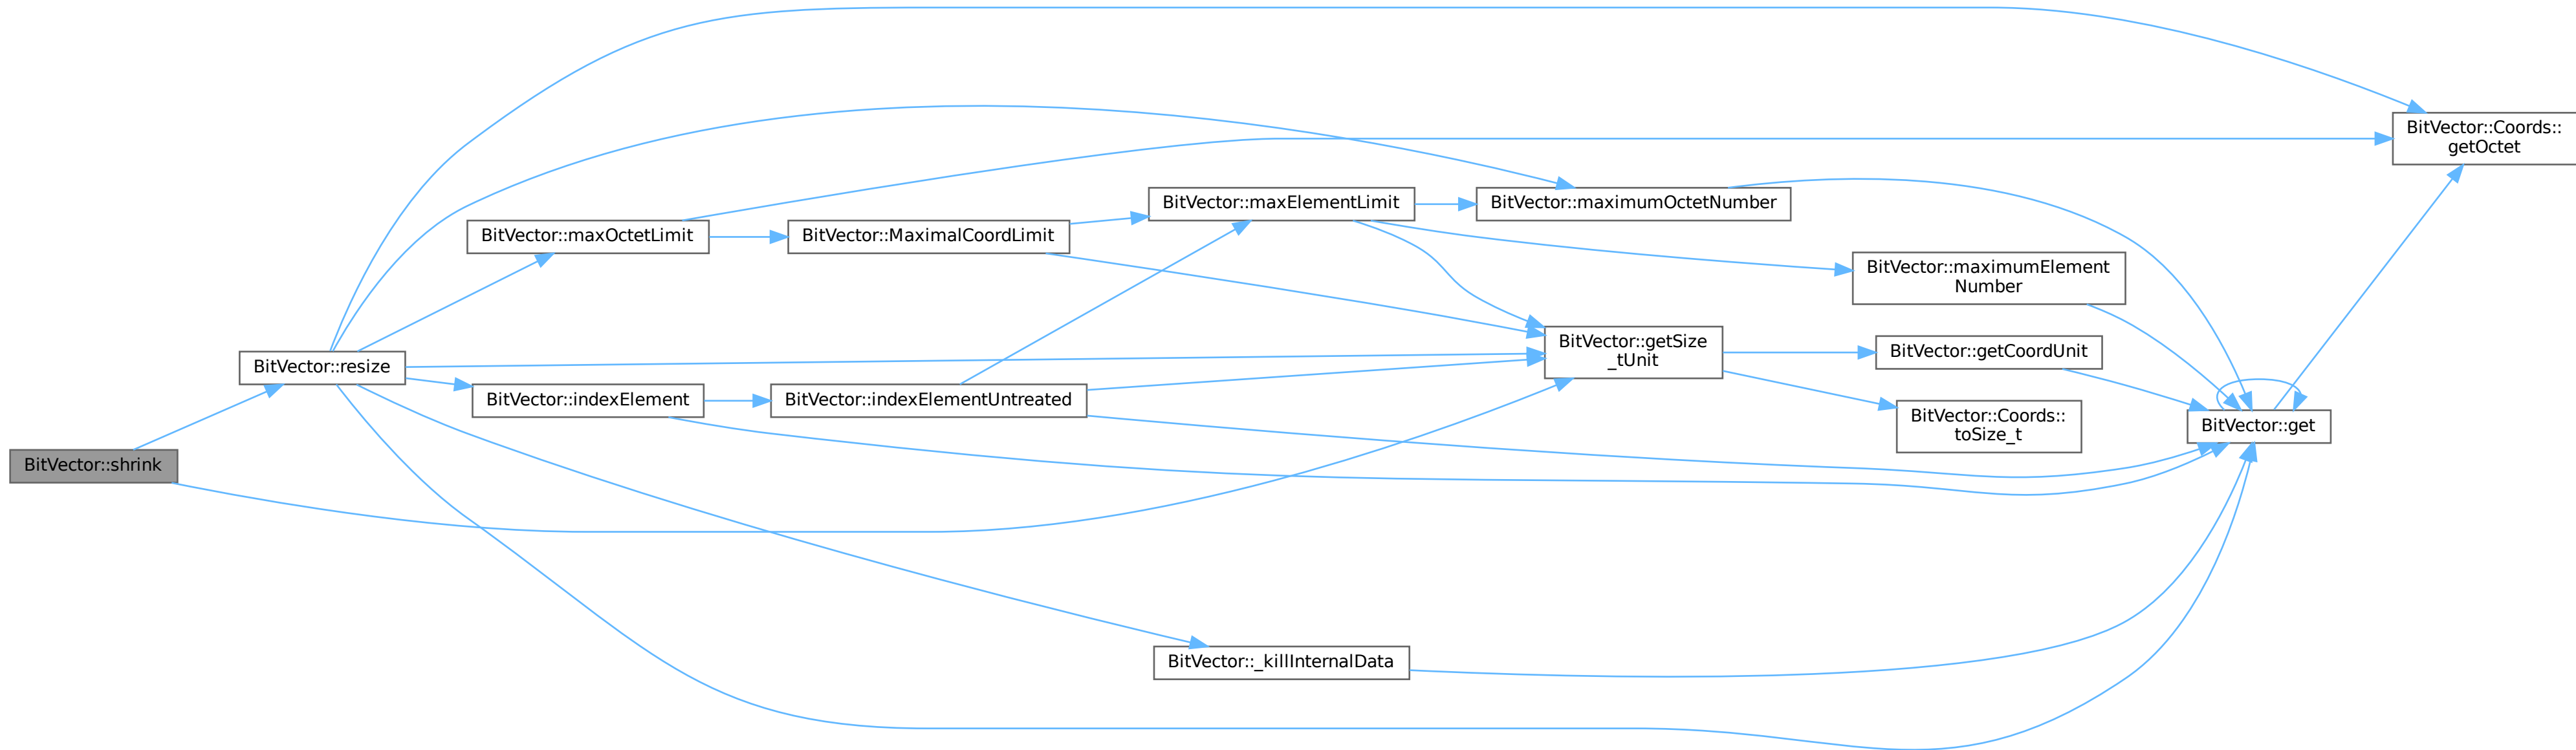 BitVector::shrink
BitVector::resize
BitVector::maxOctetLimit
BitVector::indexElement
BitVector::MaximalCoordLimit
BitVector::indexElementUntreated
BitVector::maxElementLimit
BitVector::_killInternalData
BitVector::maximumOctetNumber
BitVector::getSize
_tUnit
BitVector::maximumElement
Number
BitVector::getCoordUnit
BitVector::Coords::
toSize_t
BitVector::get
BitVector::Coords::
getOctet